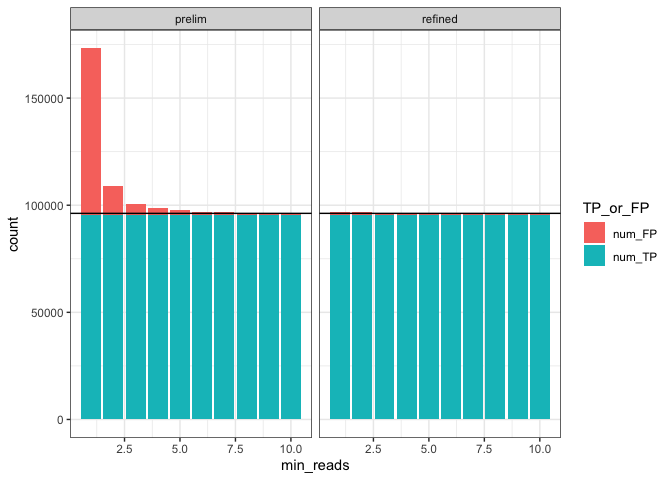 prelim
refined
150000
100000
50000
0
count
2.5
5.0
7.5
10.0
2.5
5.0
7.5
10.0
min_reads
TP_or_FP
num_FP
num_TP